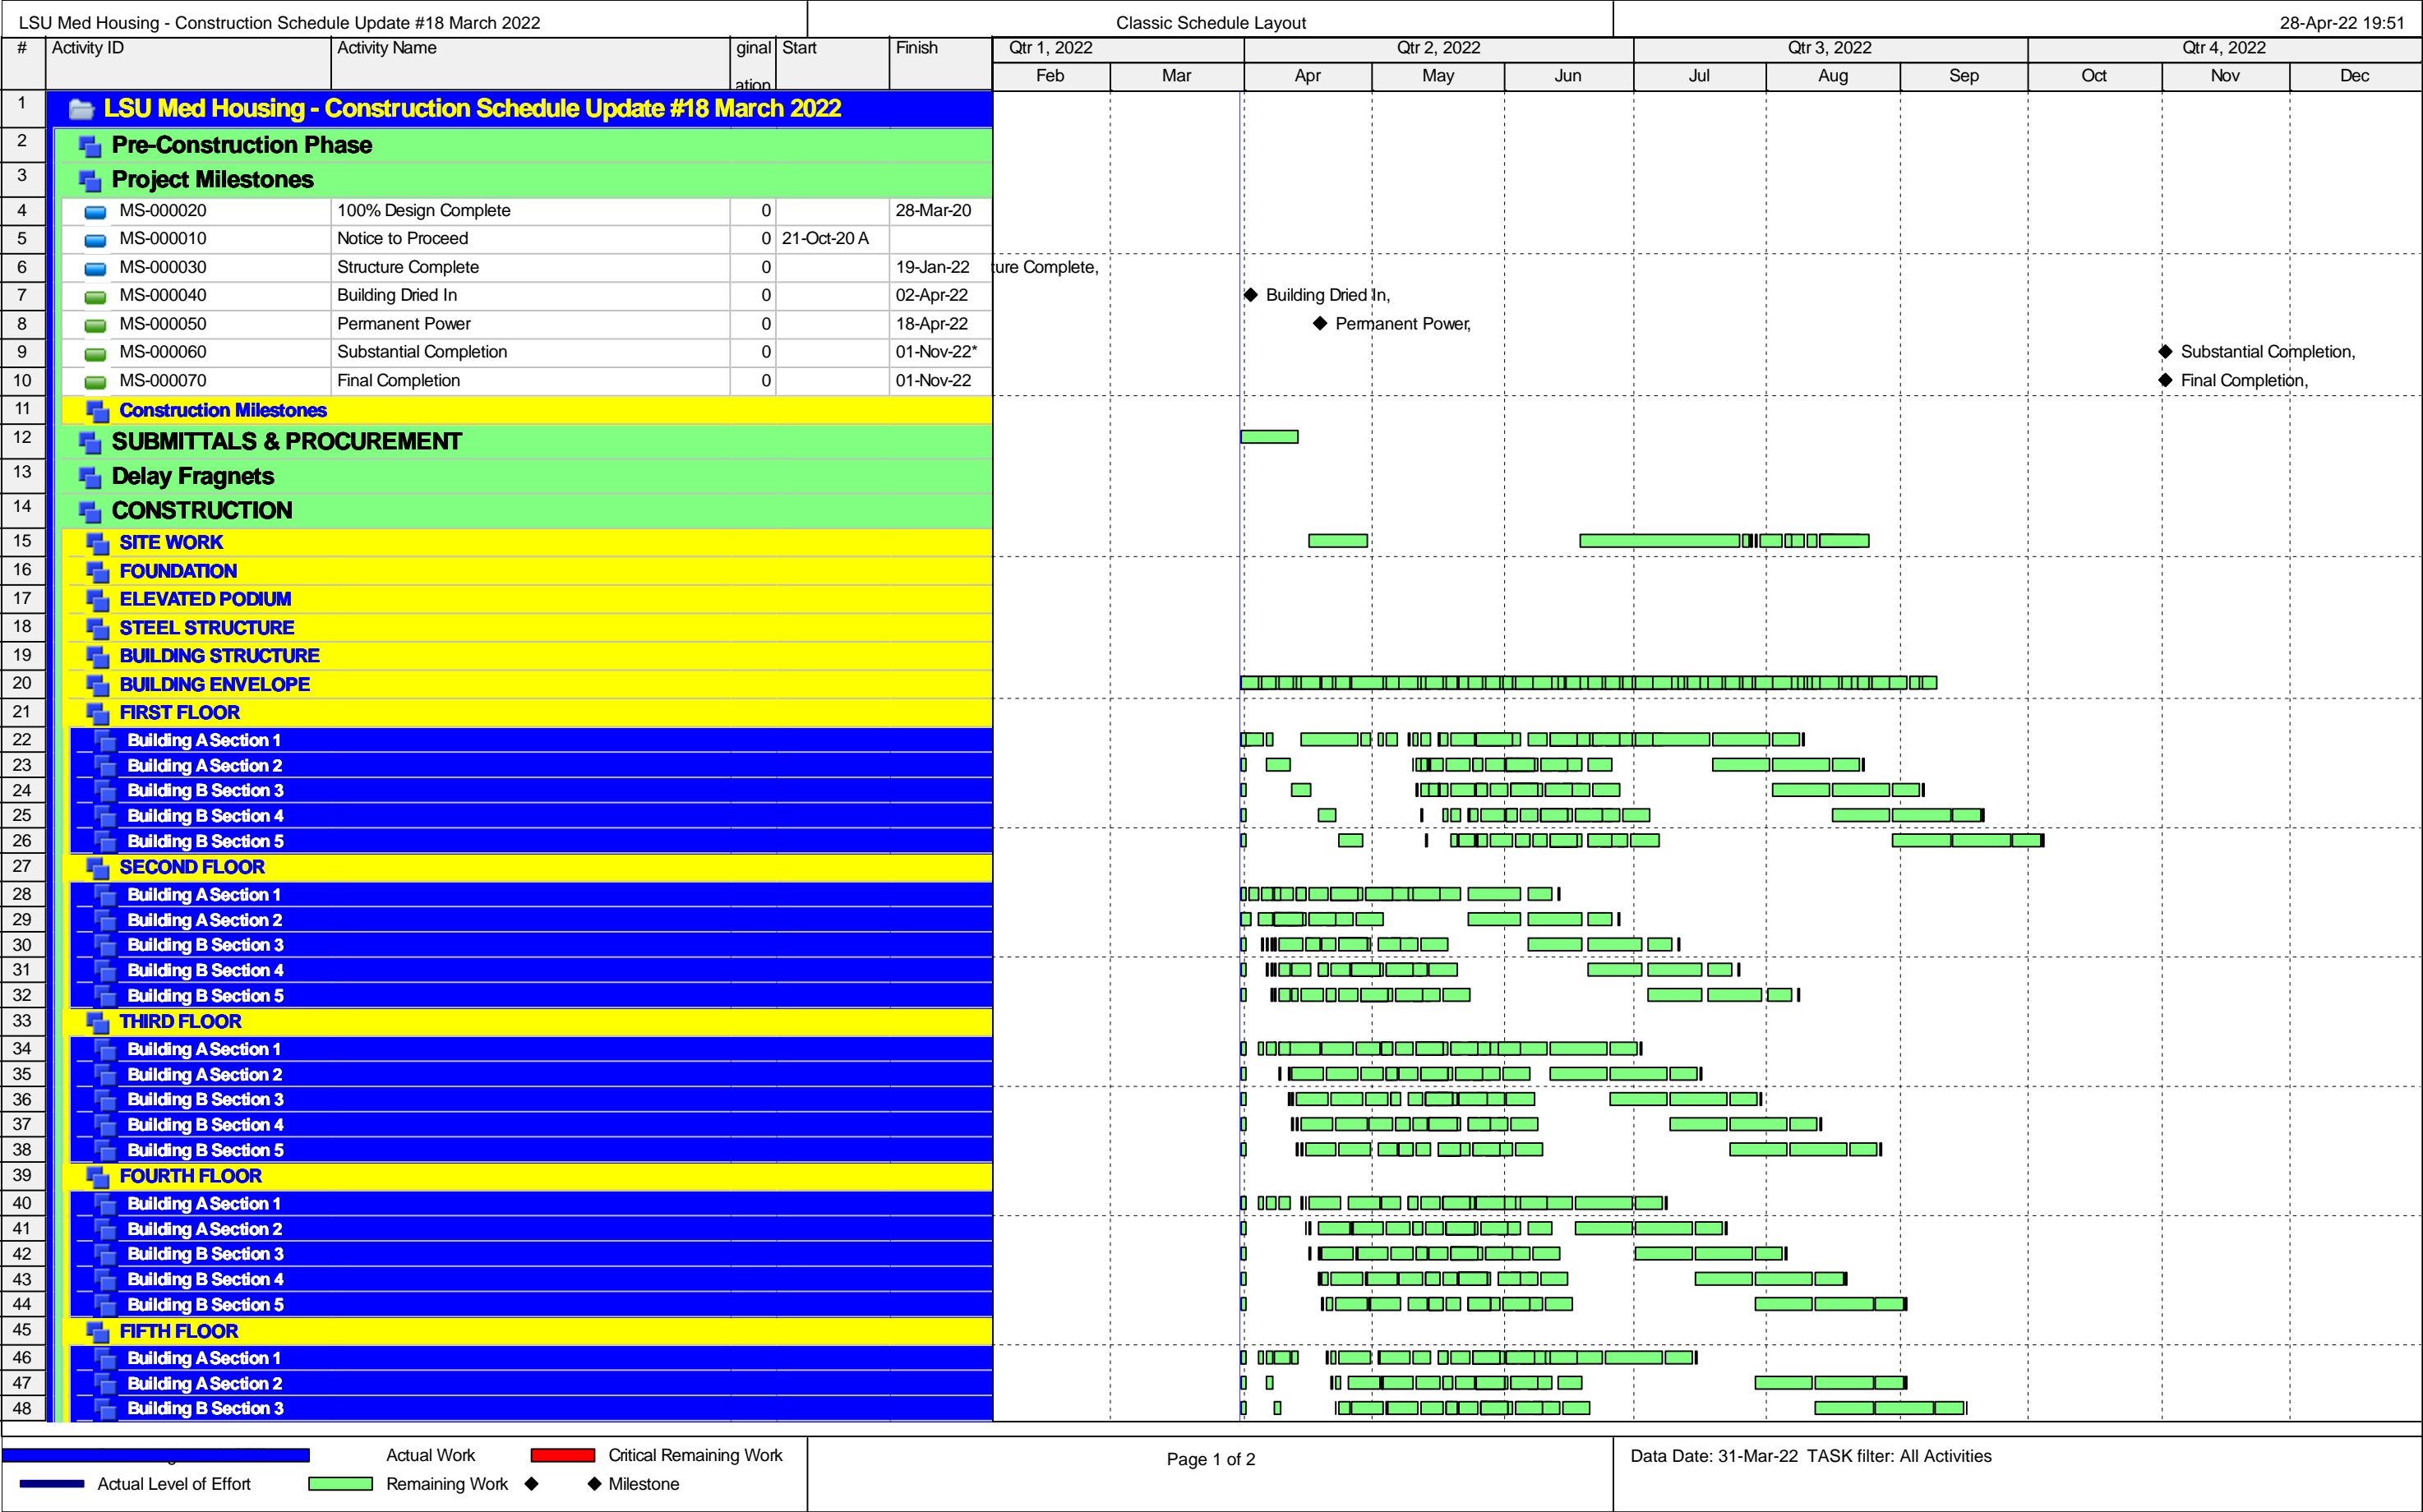 LSU Med Housing - Construction Schedule Update #18 March 2022
Classic Schedule Layout
28-Apr-22 19:51
# Activity ID Activity Name ginal Start Finish
ation
Qtr 1, 2022 Qtr 2, 2022 Qtr 3, 2022 Qtr 4, 2022
Feb Mar Apr May Jun Jul Aug Sep Oct Nov Dec
1 LSU Med Housing - Construction Schedule Update #18 March 2022
2 Pre-Construction Phase
3 Project Milestones
4 MS-000020 100% Design Complete 0 28-Mar-20
5 MS-000010 Notice to Proceed 0 21-Oct-20 A
6 MS-000030 Structure Complete 0 19-Jan-22 ture Complete,
7 MS-000040 Building Dried In 0 02-Apr-22 Building Dried In,
8 MS-000050 Permanent Power 0 18-Apr-22 Permanent Power,
9 MS-000060 Substantial Completion 0 01-Nov-22* Substantial Completion,
10 MS-000070 Final Completion 0 01-Nov-22 Final Completion,
11 Construction Milestones
12 SUBMITTALS & PROCUREMENT
13 Delay Fragnets
14 CONSTRUCTION
15 SITE WORK
16 FOUNDATION
17 ELEVATED PODIUM
18 STEEL STRUCTURE
19 BUILDING STRUCTURE
20 BUILDING ENVELOPE
21 FIRST FLOOR
22 Building A Section 1
23 Building A Section 2
24 Building B Section 3
25 Building B Section 4
26 Building B Section 5
27 SECOND FLOOR
28 Building A Section 1
29 Building A Section 2
30 Building B Section 3
31 Building B Section 4
32 Building B Section 5
33 THIRD FLOOR
34 Building A Section 1
35 Building A Section 2
36 Building B Section 3
37 Building B Section 4
38 Building B Section 5
39 FOURTH FLOOR
40 Building A Section 1
41 Building A Section 2
42 Building B Section 3
43 Building B Section 4
44 Building B Section 5
45 FIFTH FLOOR
46 Building A Section 1
47 Building A Section 2
48 Building B Section 3
Actual Work Critical Remaining Work
Actual Level of Effort Remaining Work Milestone
Page 1 of 2
Data Date: 31-Mar-22 TASK filter: All Activities